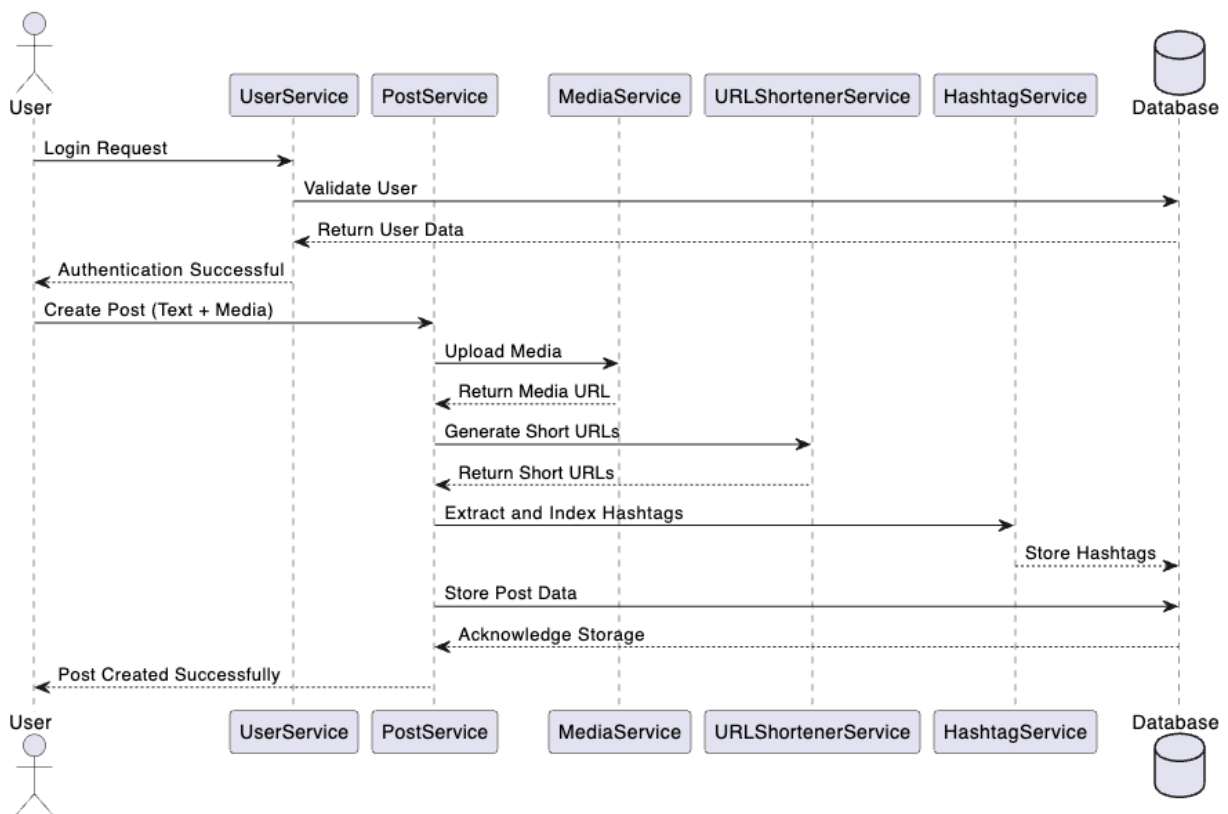 User
UserService
PostService
MediaService
URLShortenerService
HashtagService
Database
Login Request
Validate User
Return User Data
Authentication Successful
Create Post (Text + Media)
Upload Media
Return Media URL
Generate Short URLs
Return Short URLs
Extract and Index Hashtags
Store Hashtags
Store Post Data
Acknowledge Storage
Post Created Successfully
User
UserService
PostService
MediaService
URLShortenerService
HashtagService
Database